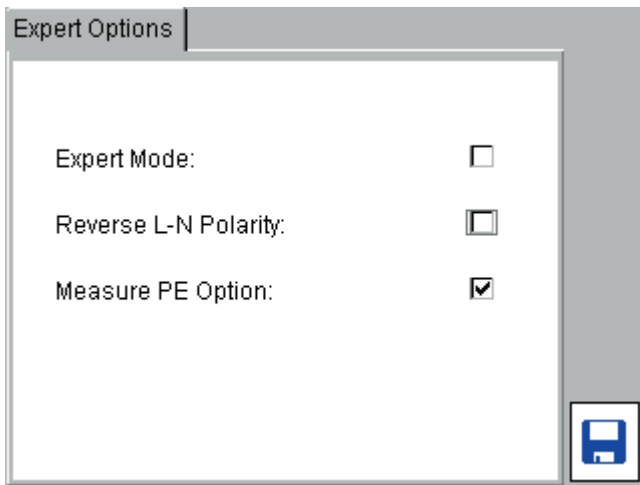 Expert Options
Expert Mode:
Reverse L-N Polarity:
Measure PE Option: